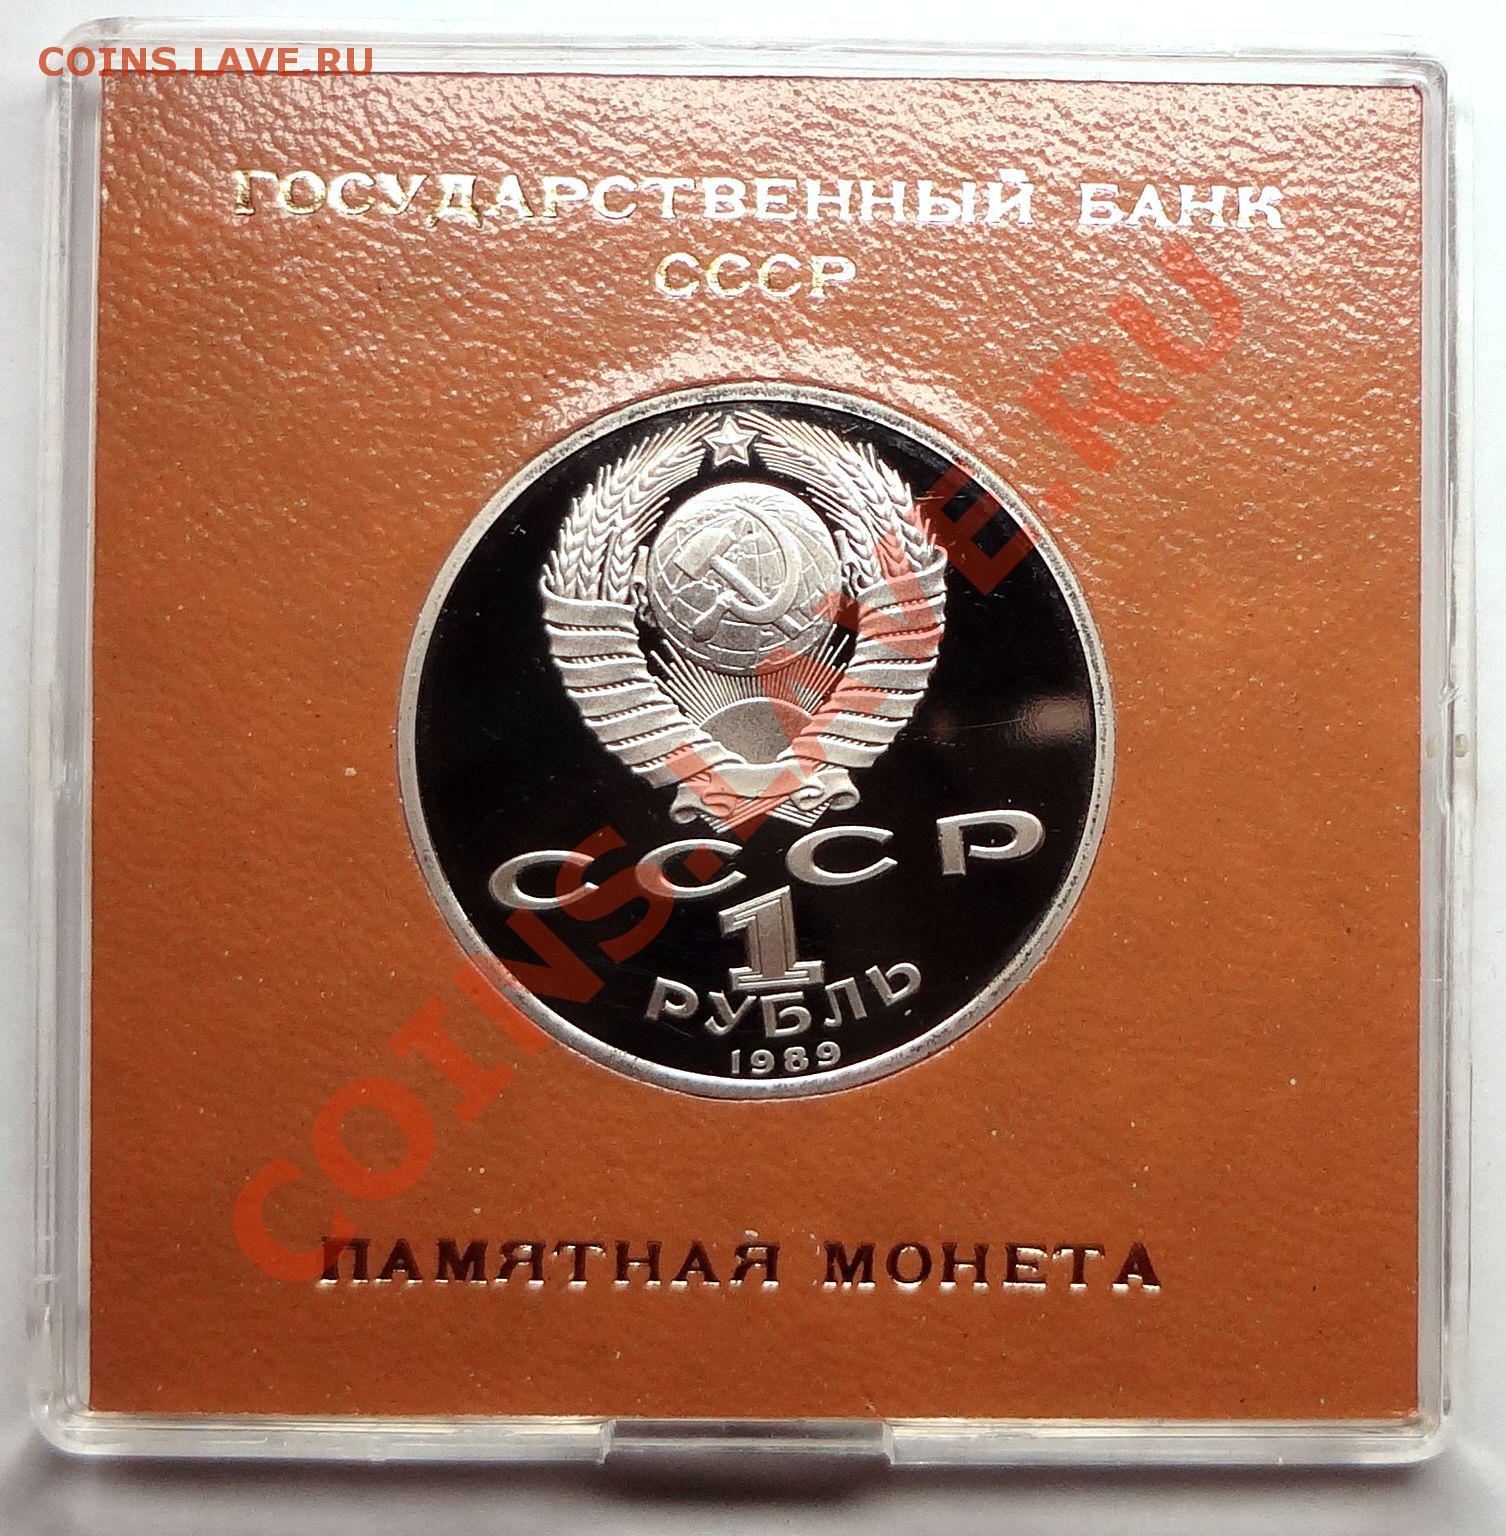 COINS.LAVE.RU
ГОСУДАРСТВЕННЫЙ БАНК
СССР
СССР
1
РУБЛЬ
1989
ПАМЯТНАЯ МОНЕТА
COINS.LAVE.RU